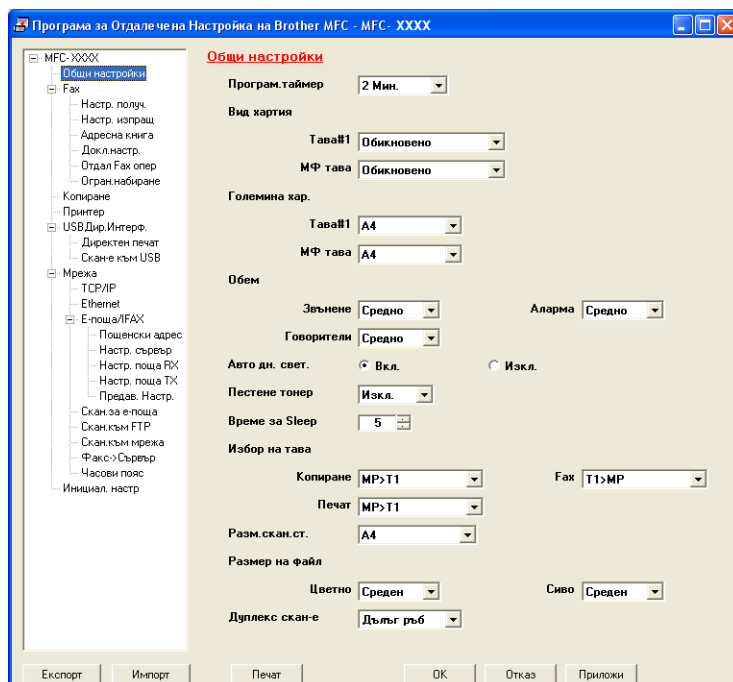 Програма за Отдалечена Настройка на Brother MFC - MFC- XXXX
MFC- XXXX
Общи настройки
Fax
Настр. получ.
Настр. изпращ
Адресна книга
Докл.настр.
Отдал Fax опер
Огран.набиране
Копиране
Принтер
USB Дир.Интерф.
Директен печат
Скан-е към USB
Мрежа
TCP/IP
Ethernet
Е-поща/IFAX
Пощенски адрес
Настр. сървър
Настр. поща RX
Настр. поща TX
Предав. Настр.
Скан.за е-поща
Скан.към FTP
Скан.към мрежа
Факс->Сървър
Часови пояс
Инициал. настр
Общи настройки
Програм.таймер 2 Мин.
Вид хартия
Тава#1 Обикновено
МФ тава Обикновено
Големина хар.
Тава#1 A4
МФ тава A4
Обем
Звънене Средно Аларма Средно
Говорители Средно
Авто дн. свет. Вкл. Изкл.
Пестене тонер Изкл.
Време за Sleep 5
Избор на тава
Копиране MP>T1 Fax T1>MP
Печат MP>T1
Разм.скан.ст. A4
Размер на файл
Цветно Среден Сиво Среден
Дуплекс скан-е Дълъг ръб
Експорт Импорт Печат OK Отказ Приложи